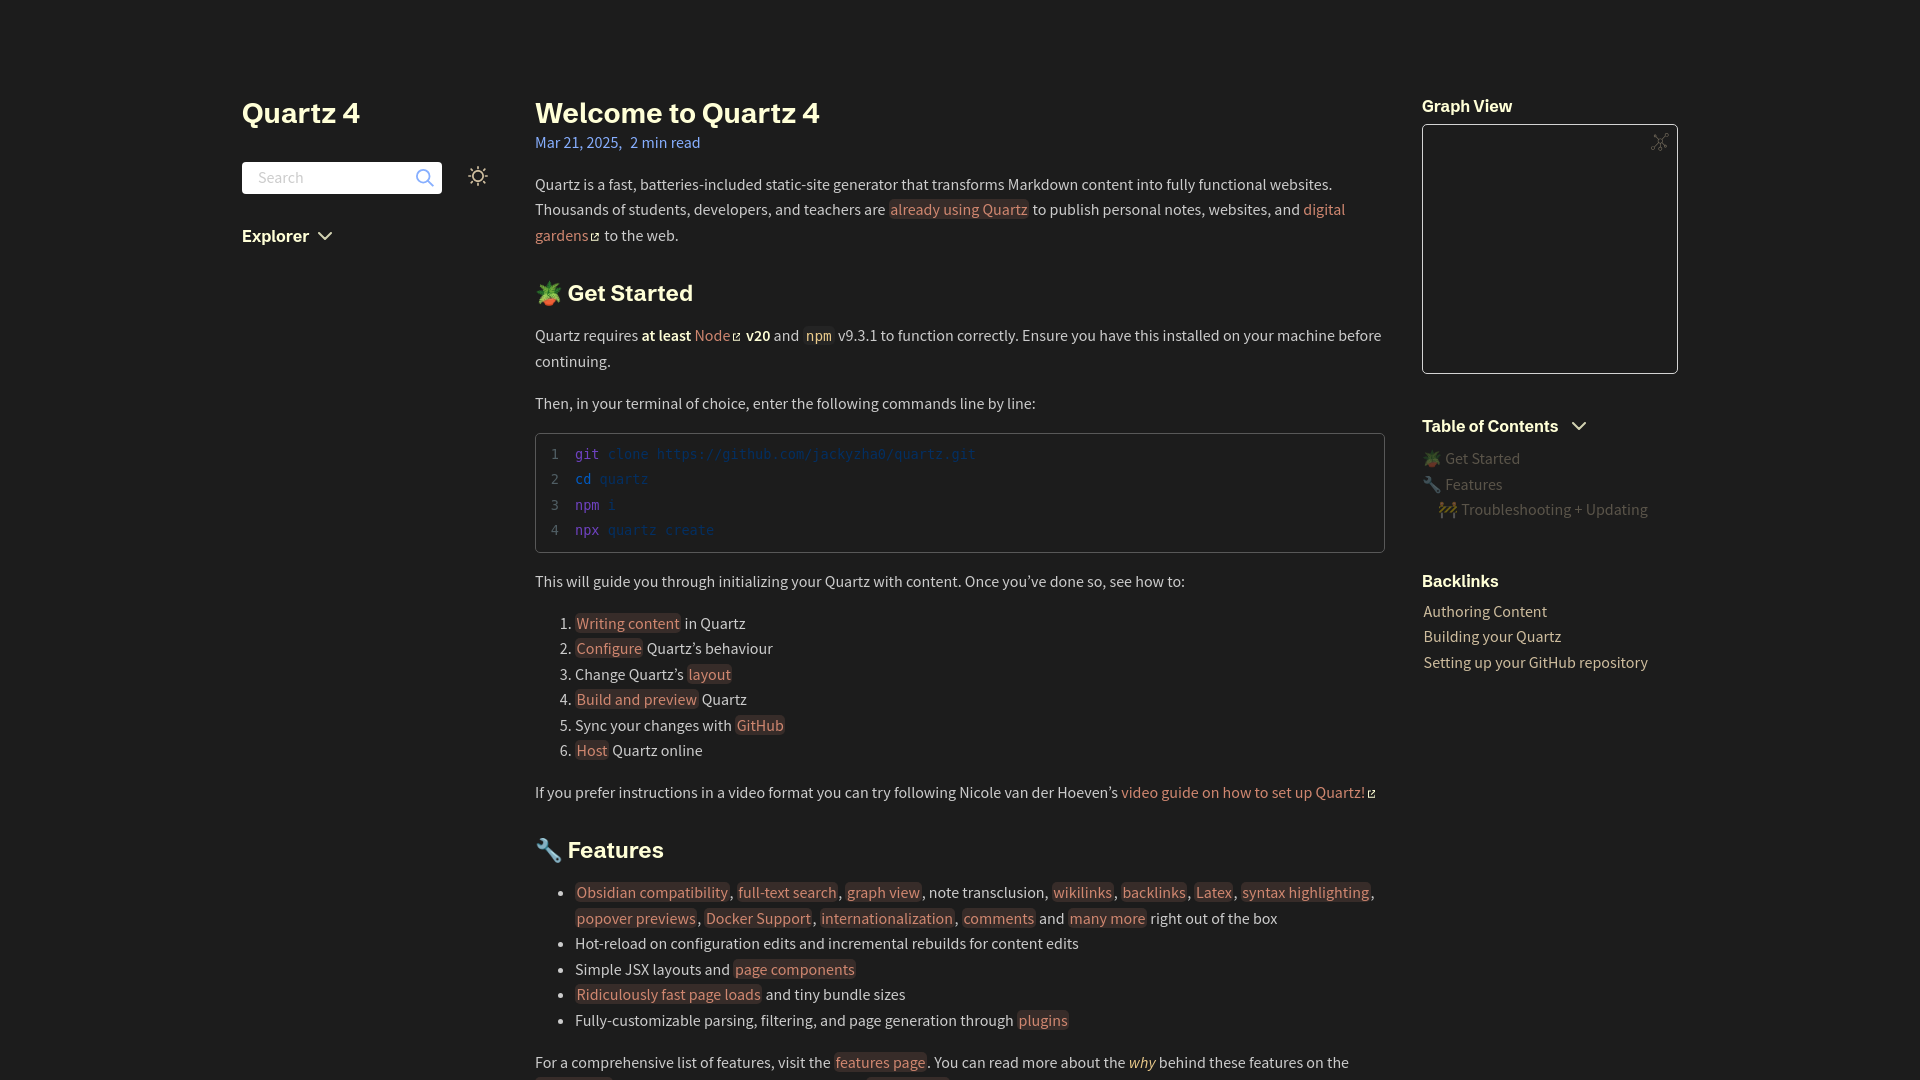 Quartz 4
Search
Explorer
Welcome to Quartz 4
Mar 21, 2025, 2 min read
Quartz is a fast, batteries-included static-site generator that transforms Markdown content into fully functional websites.
Thousands of students, developers, and teachers are already using Quartz to publish personal notes, websites, and digital
gardens to the web.
🪴 Get Started
Quartz requires at least Node v20 and npm v9.3.1 to function correctly. Ensure you have this installed on your machine before
continuing.
Then, in your terminal of choice, enter the following commands line by line:
1 git clone https://github.com/jackyzha0/quartz.git
2 cd quartz
3 npm i
4 npx quartz create
This will guide you through initializing your Quartz with content. Once you’ve done so, see how to:
1. Writing content in Quartz
2. Configure Quartz’s behaviour
3. Change Quartz’s layout
4. Build and preview Quartz
5. Sync your changes with GitHub
6. Host Quartz online
If you prefer instructions in a video format you can try following Nicole van der Hoeven’s video guide on how to set up Quartz!
🔧 Features
• Obsidian compatibility, full-text search, graph view, note transclusion, wikilinks, backlinks, Latex, syntax highlighting,
popover previews, Docker Support, internationalization, comments and many more right out of the box
• Hot-reload on configuration edits and incremental rebuilds for content edits
• Simple JSX layouts and page components
• Ridiculously fast page loads and tiny bundle sizes
• Fully-customizable parsing, filtering, and page generation through plugins
For a comprehensive list of features, visit the features page. You can read more about the why behind these features on the
Graph View
Table of Contents
🪴 Get Started
🔧 Features
🚧 Troubleshooting + Updating
Backlinks
Authoring Content
Building your Quartz
Setting up your GitHub repository